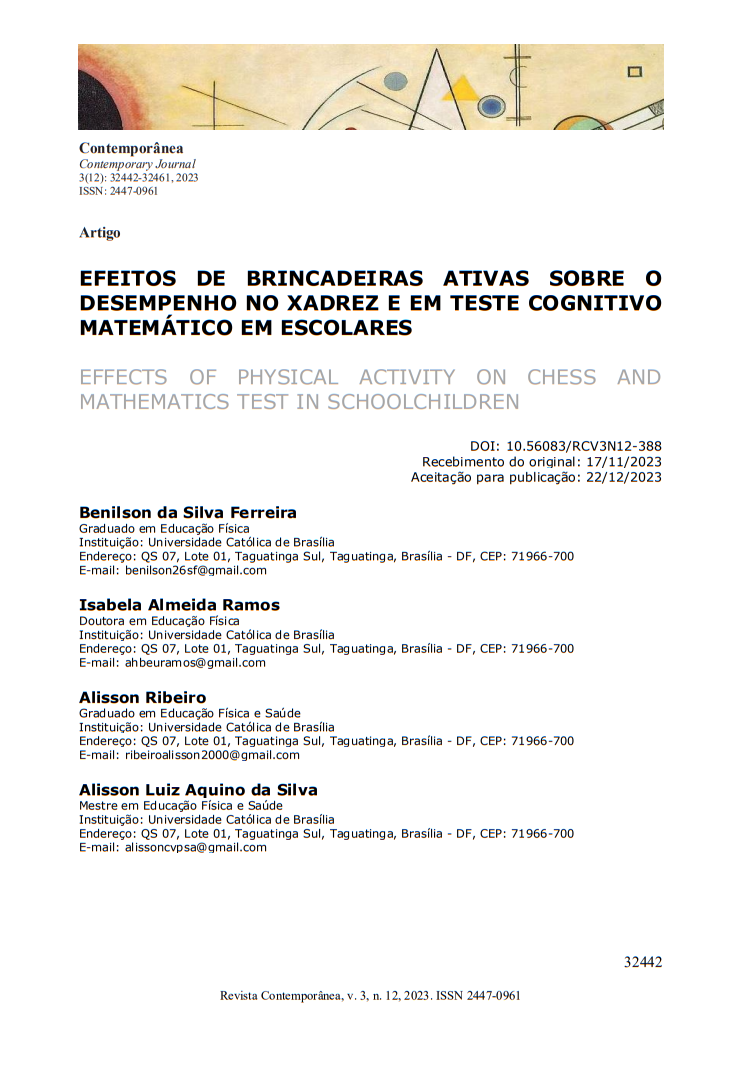 Contemporânea
Contemporary Journal
3(12): 32442-32461, 2023
ISSN: 2447-0961
Artigo
EFEITOS DE BRINCADEIRAS ATIVAS SOBRE O
DESEMPENHO NO XADREZ E EM TESTE COGNITIVO
MATEMÁTICO EM ESCOLARES
EFFECTS OF PHYSICAL ACTIVITY ON CHESS AND
MATHEMATICS TEST IN SCHOOLCHILDREN
DOI: 10.56083/RCV3N12-388
Recebimento do original: 17/11/2023
Aceitação para publicação: 22/12/2023
Benilson da Silva Ferreira
Graduado em Educação Física
Instituição: Universidade Católica de Brasília
Endereço: QS 07, Lote 01, Taguatinga Sul, Taguatinga, Brasília - DF, CEP: 71966-700
E-mail: benilson26sf@gmail.com
Isabela Almeida Ramos
Doutora em Educação Física
Instituição: Universidade Católica de Brasília
Endereço: QS 07, Lote 01, Taguatinga Sul, Taguatinga, Brasília - DF, CEP: 71966-700
E-mail: ahbeuramos@gmail.com
Alisson Ribeiro
Graduado em Educação Física e Saúde
Instituição: Universidade Católica de Brasília
Endereço: QS 07, Lote 01, Taguatinga Sul, Taguatinga, Brasília - DF, CEP: 71966-700
E-mail: ribeiroalisson2000@gmail.com
Alisson Luiz Aquino da Silva
Mestre em Educação Física e Saúde
Instituição: Universidade Católica de Brasília
Endereço: QS 07, Lote 01, Taguatinga Sul, Taguatinga, Brasília - DF, CEP: 71966-700
E-mail: alissoncvpsa@gmail.com
32442
Revista Contemporânea, v. 3, n. 12, 2023. ISSN 2447-0961